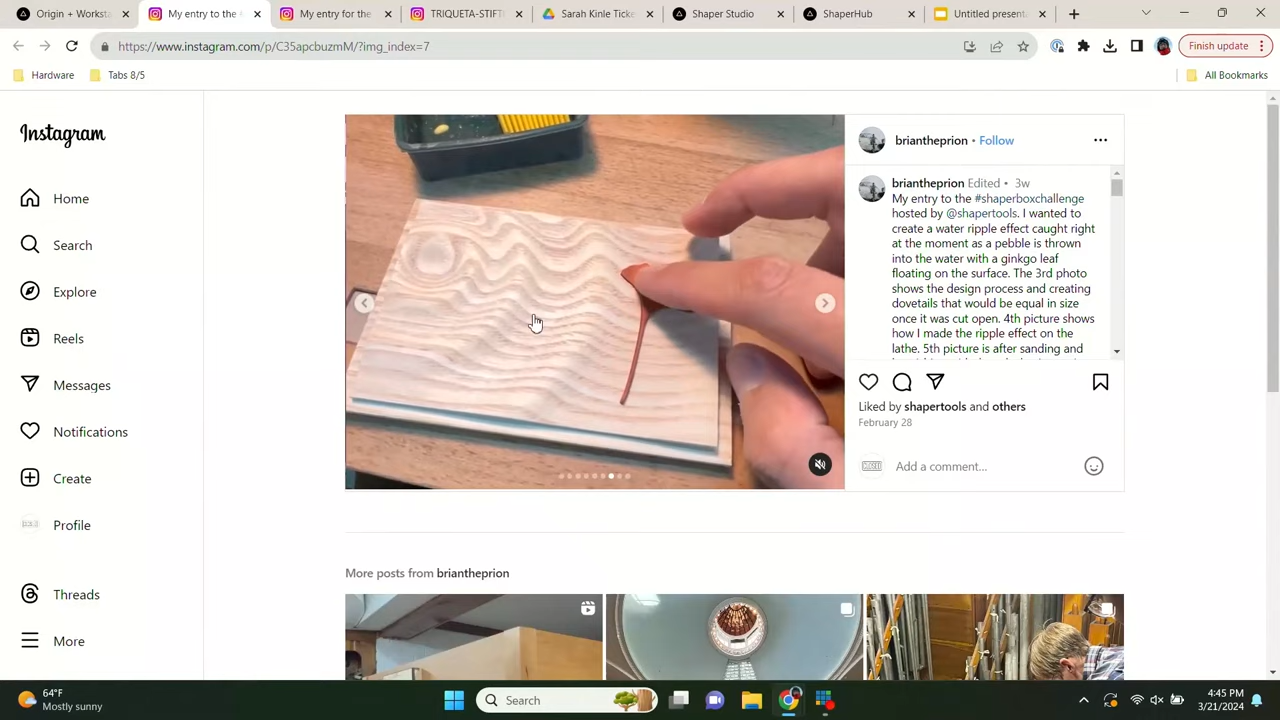 Origin + Worksta
My entry to the
My entry for the
TRIQUETA-STIFT
Sarah Kinle Ticke
Shaper Studio
ShaperHub
Untitled present
https://www.instagram.com/p/C35apcbuzmM/?img_index=7
Finish update
Hardware
Tabs 8/5
All Bookmarks
Instagram
Home
Search
Explore
Reels
Messages
Notifications
Create
Profile
Threads
More
briantheprion • Follow
briantheprion Edited • 3w
My entry to the #shaperboxchallenge
hosted by @shapertools. I wanted to
create a water ripple effect caught right
at the moment as a pebble is thrown
into the water with a ginkgo leaf
floating on the surface. The 3rd photo
shows the design process and creating
dovetails that would be equal in size
once it was cut open. 4th picture shows
how I made the ripple effect on the
lathe. 5th picture is after sanding and
Liked by shapertools and others
February 28
Add a comment...
More posts from briantheprion
64°F
Mostly sunny
Search
4:45 PM
3/21/2024